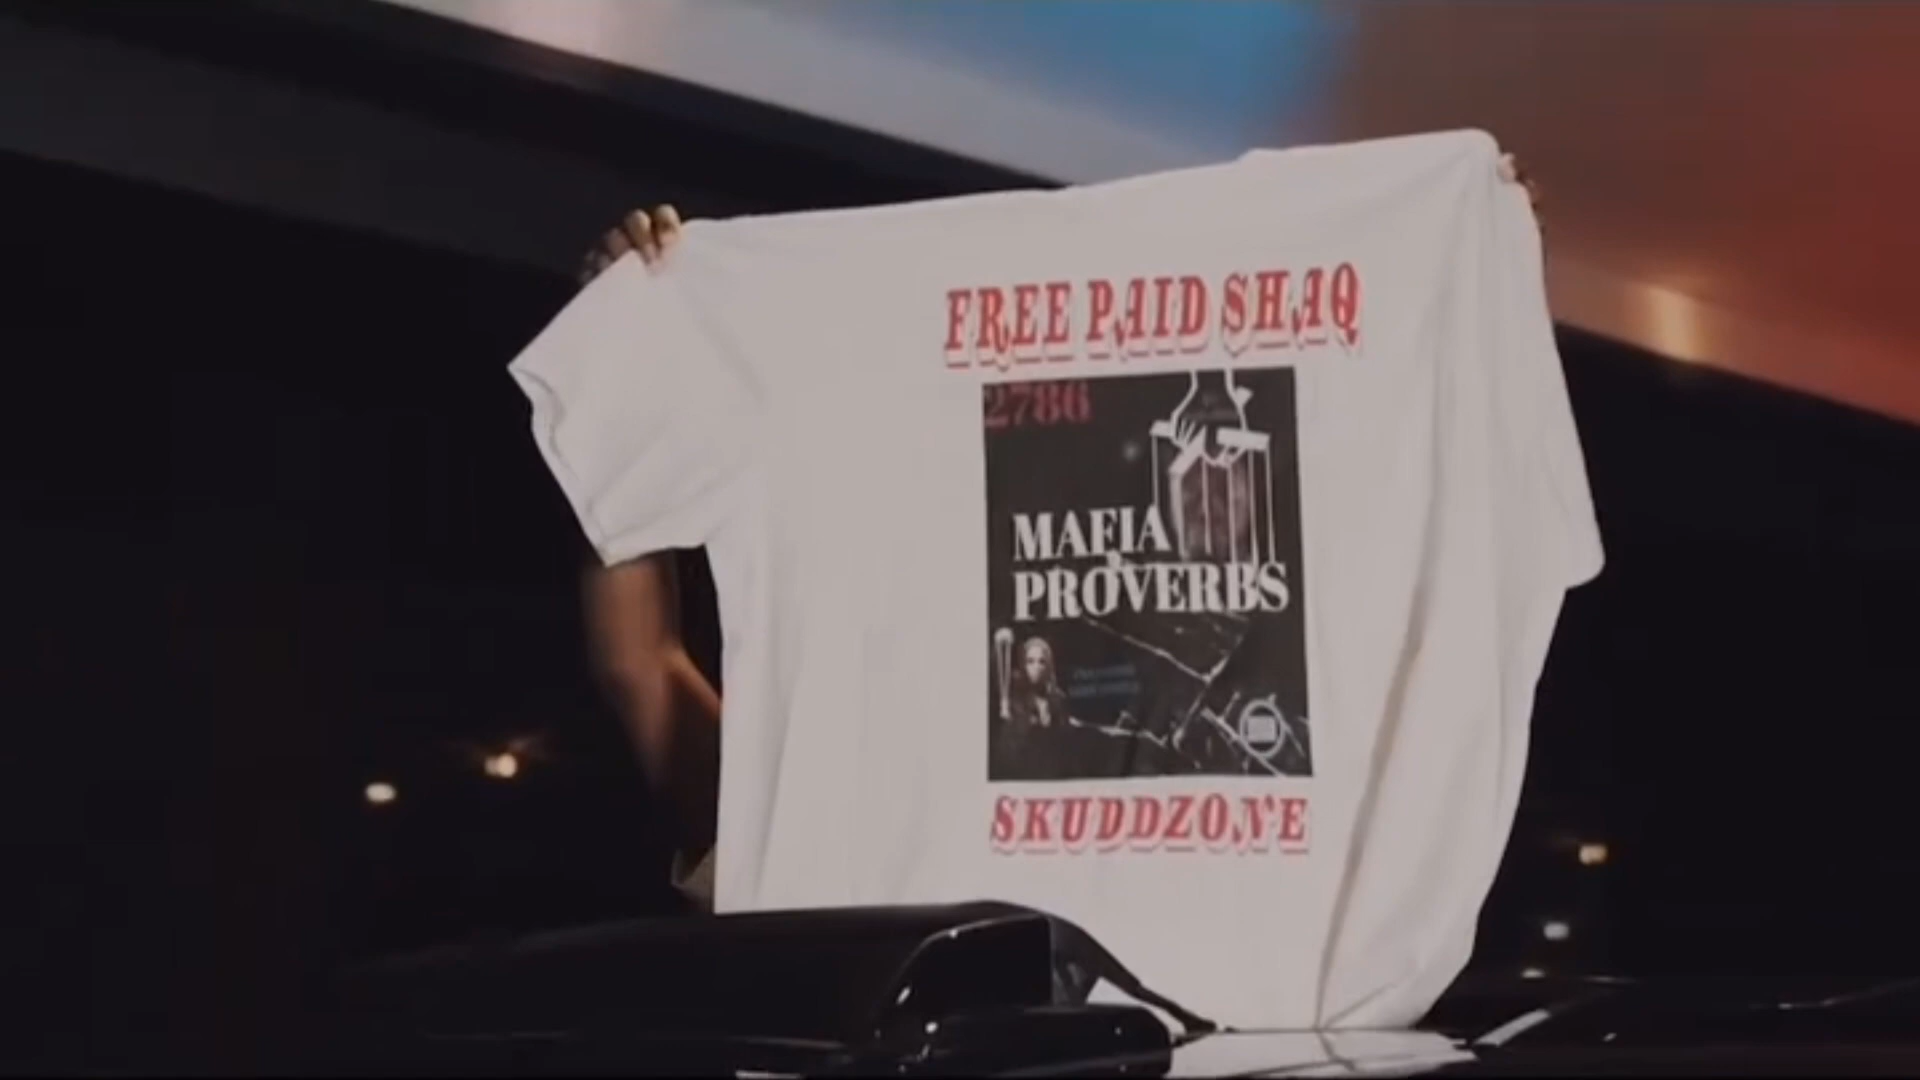 FREE PAID SHAQ
2786
MAFIA
PROVERBS
SKUDDZONE